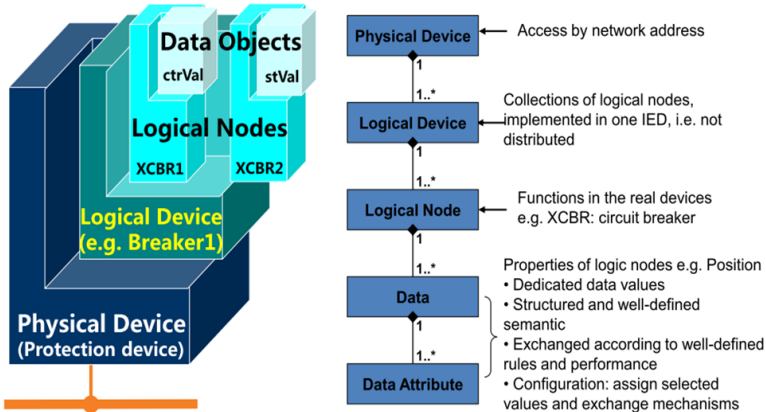 Data Objects
ctrVal
stVal
Logical Nodes
XCBR1
XCBR2
Logical Device
(e.g. Breaker1)
Physical Device
(Protection device)
Physical Device
Access by network address
1
1..*
Logical Device
Collections of logical nodes,
implemented in one IED, i.e. not
distributed
1
1..*
Logical Node
Functions in the real devices
e.g. XCBR: circuit breaker
1
1..*
Data
Properties of logic nodes e.g. Position
• Dedicated data values
• Structured and well-defined
semantic
• Exchanged according to well-defined
rules and performance
• Configuration: assign selected
values and exchange mechanisms
1
1..*
Data Attribute